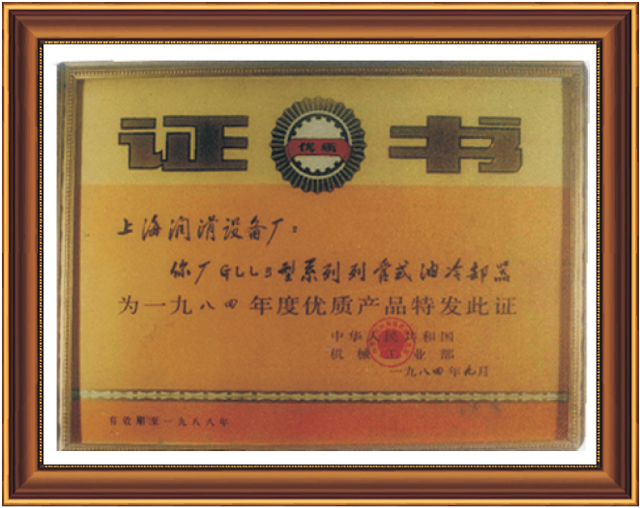 证书
优质
上海润滑设备厂:
你厂GLLS型系列列管式油冷却器
为一九八四年度优质产品特发此证
中华人民共和国
机械工业部
一九八四年九月
有效期至一九八八年